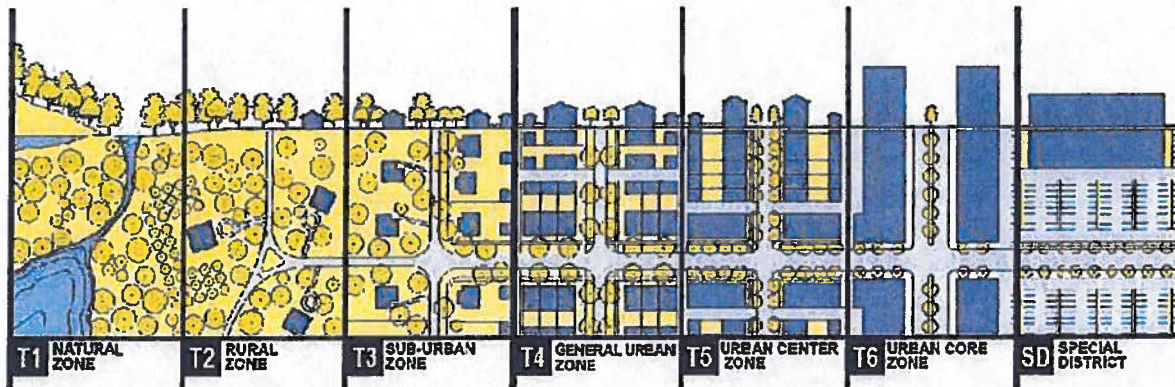 T1 NATURAL
ZONE
T2 RURAL
ZONE
T3 SUB-URBAN
ZONE
T4 GENERAL URBAN
ZONE
T5 URBAN CENTER
ZONE
T6 URBAN CORE
ZONE
SD SPECIAL
DISTRICT